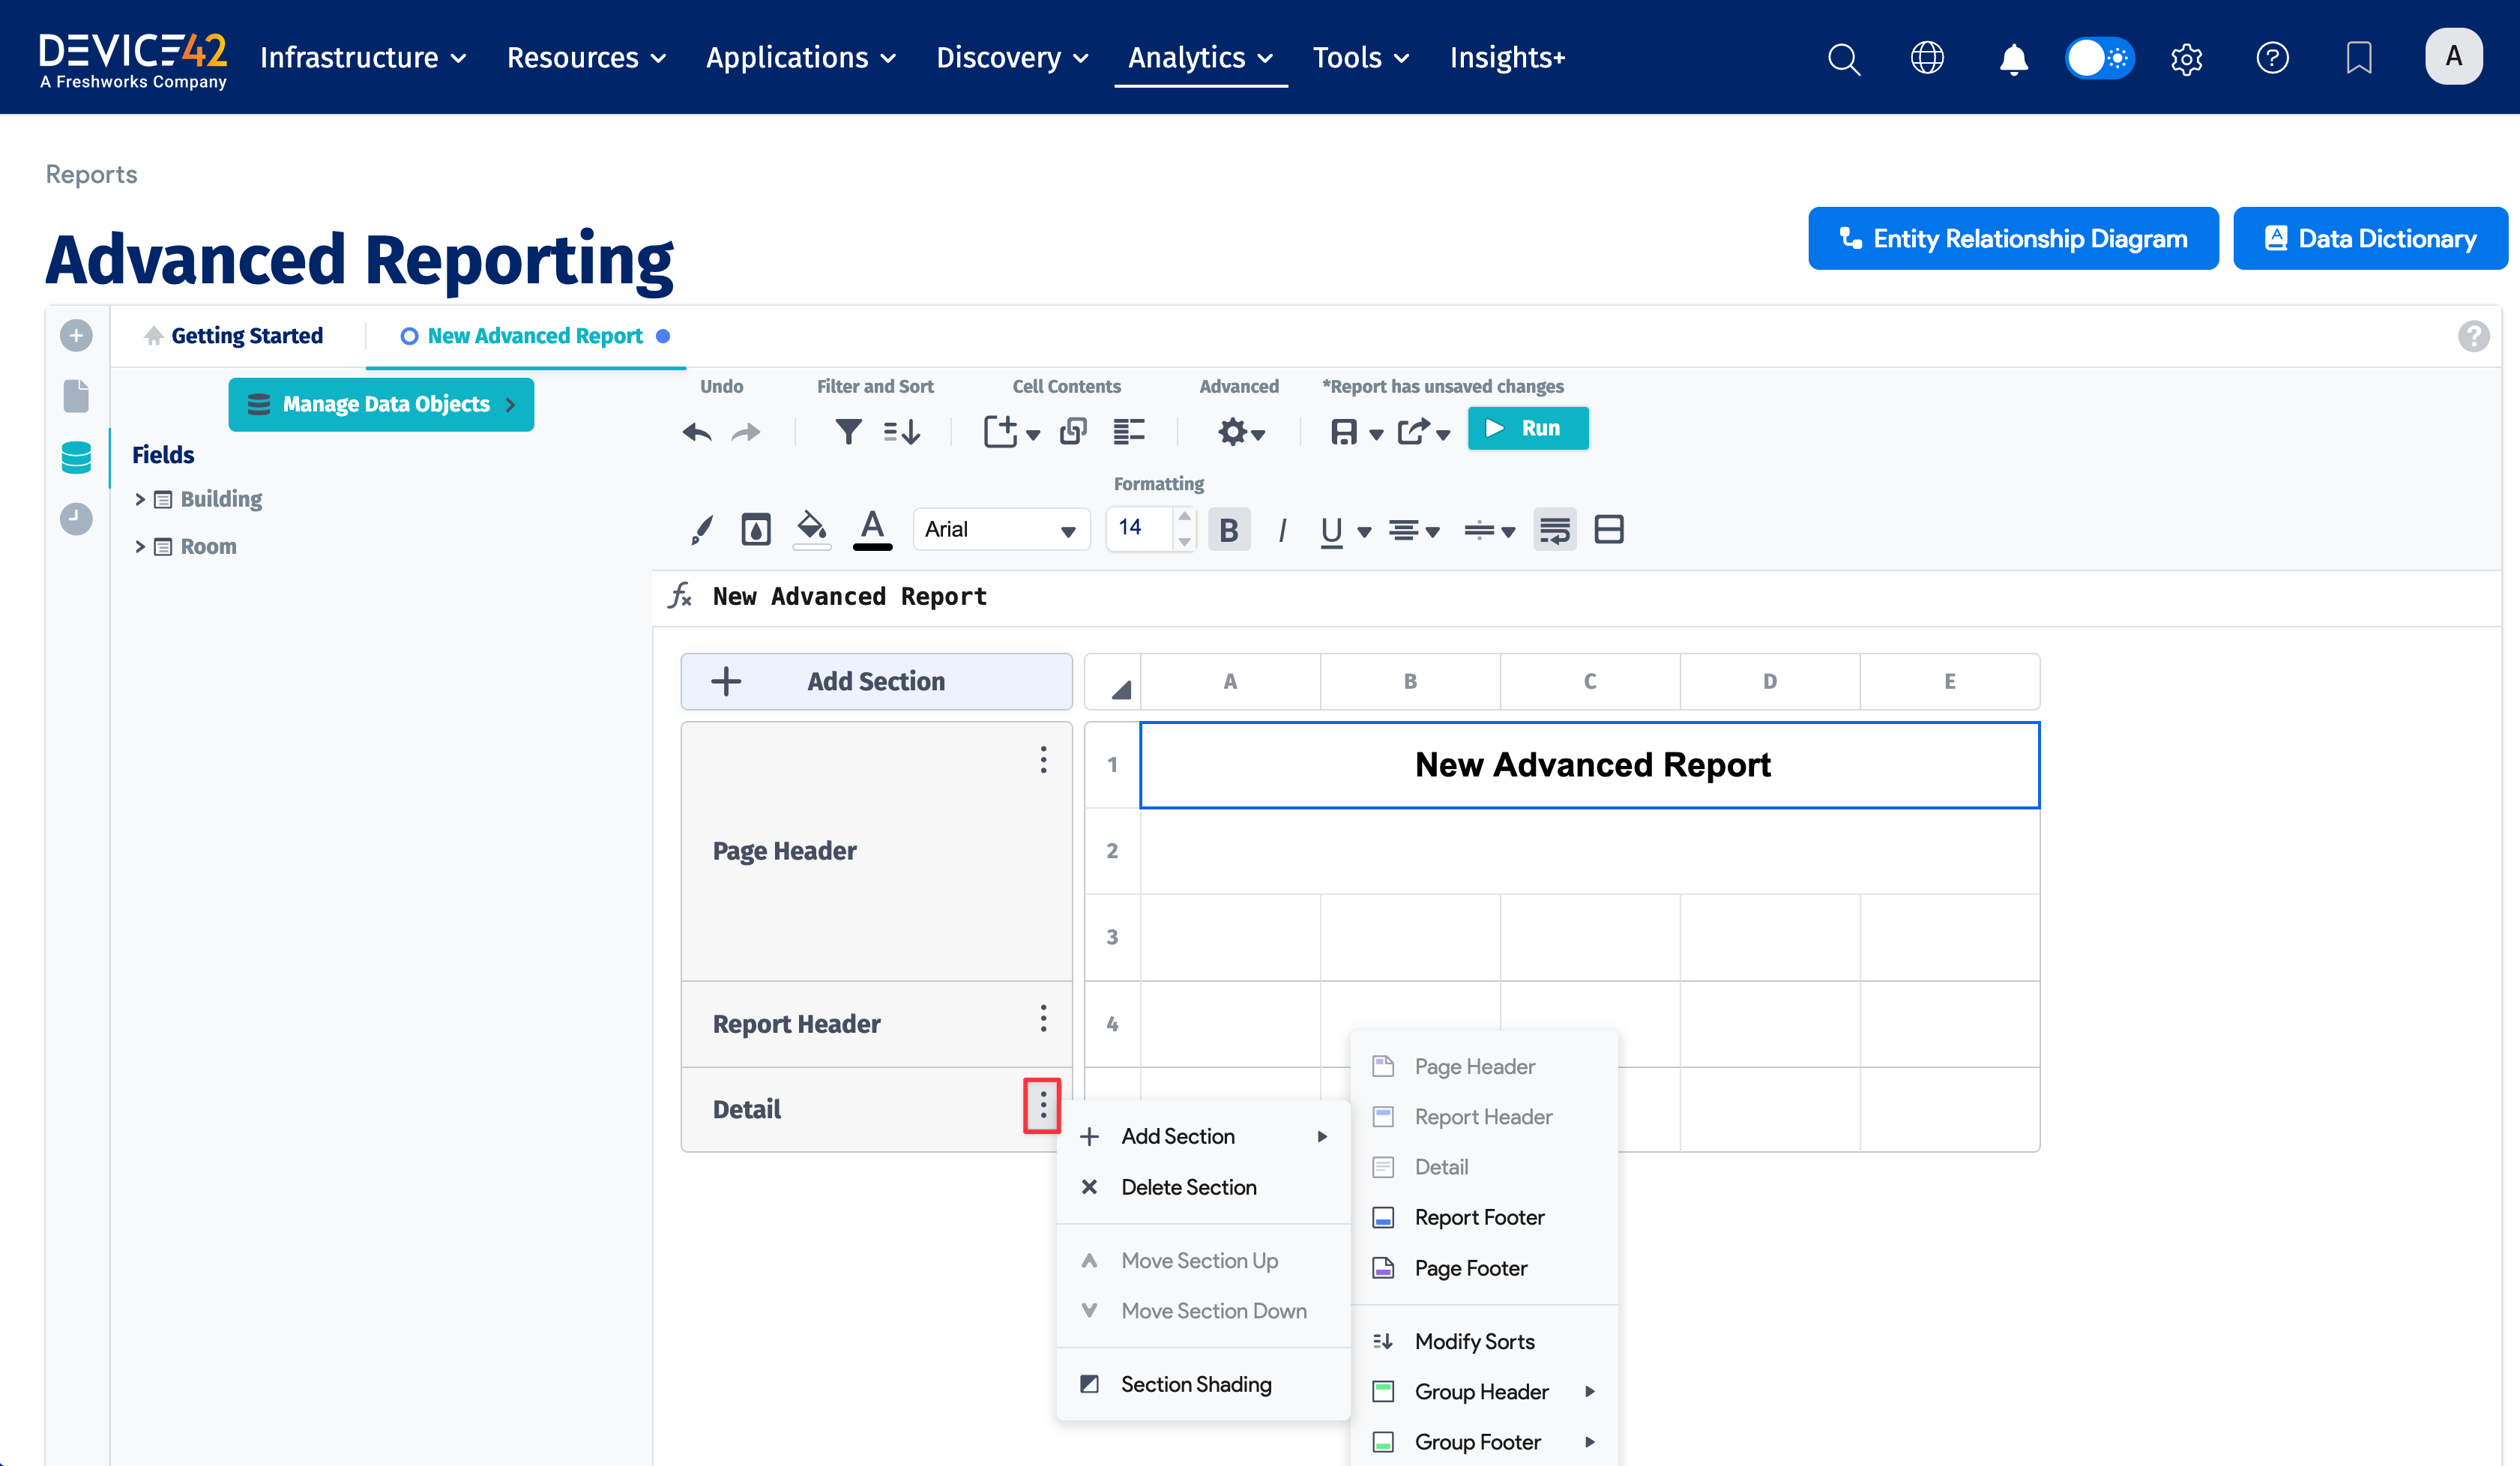 DEVICE42
A Freshworks Company
Infrastructure
Resources
Applications
Discovery
Analytics
Tools
Insights+
A
Reports
Advanced Reporting
Entity Relationship Diagram
Data Dictionary
Getting Started
New Advanced Report
Manage Data Objects
Fields
Building
Room
Undo
Filter and Sort
Cell Contents
Advanced
*Report has unsaved changes
Run
Formatting
Arial
14
B
I
U
fx New Advanced Report
Add Section
A B C D E
1 New Advanced Report
Page Header
2
3
Report Header
4
Detail
Add Section
Delete Section
Move Section Up
Move Section Down
Section Shading
Page Header
Report Header
Detail
Report Footer
Page Footer
Modify Sorts
Group Header
Group Footer